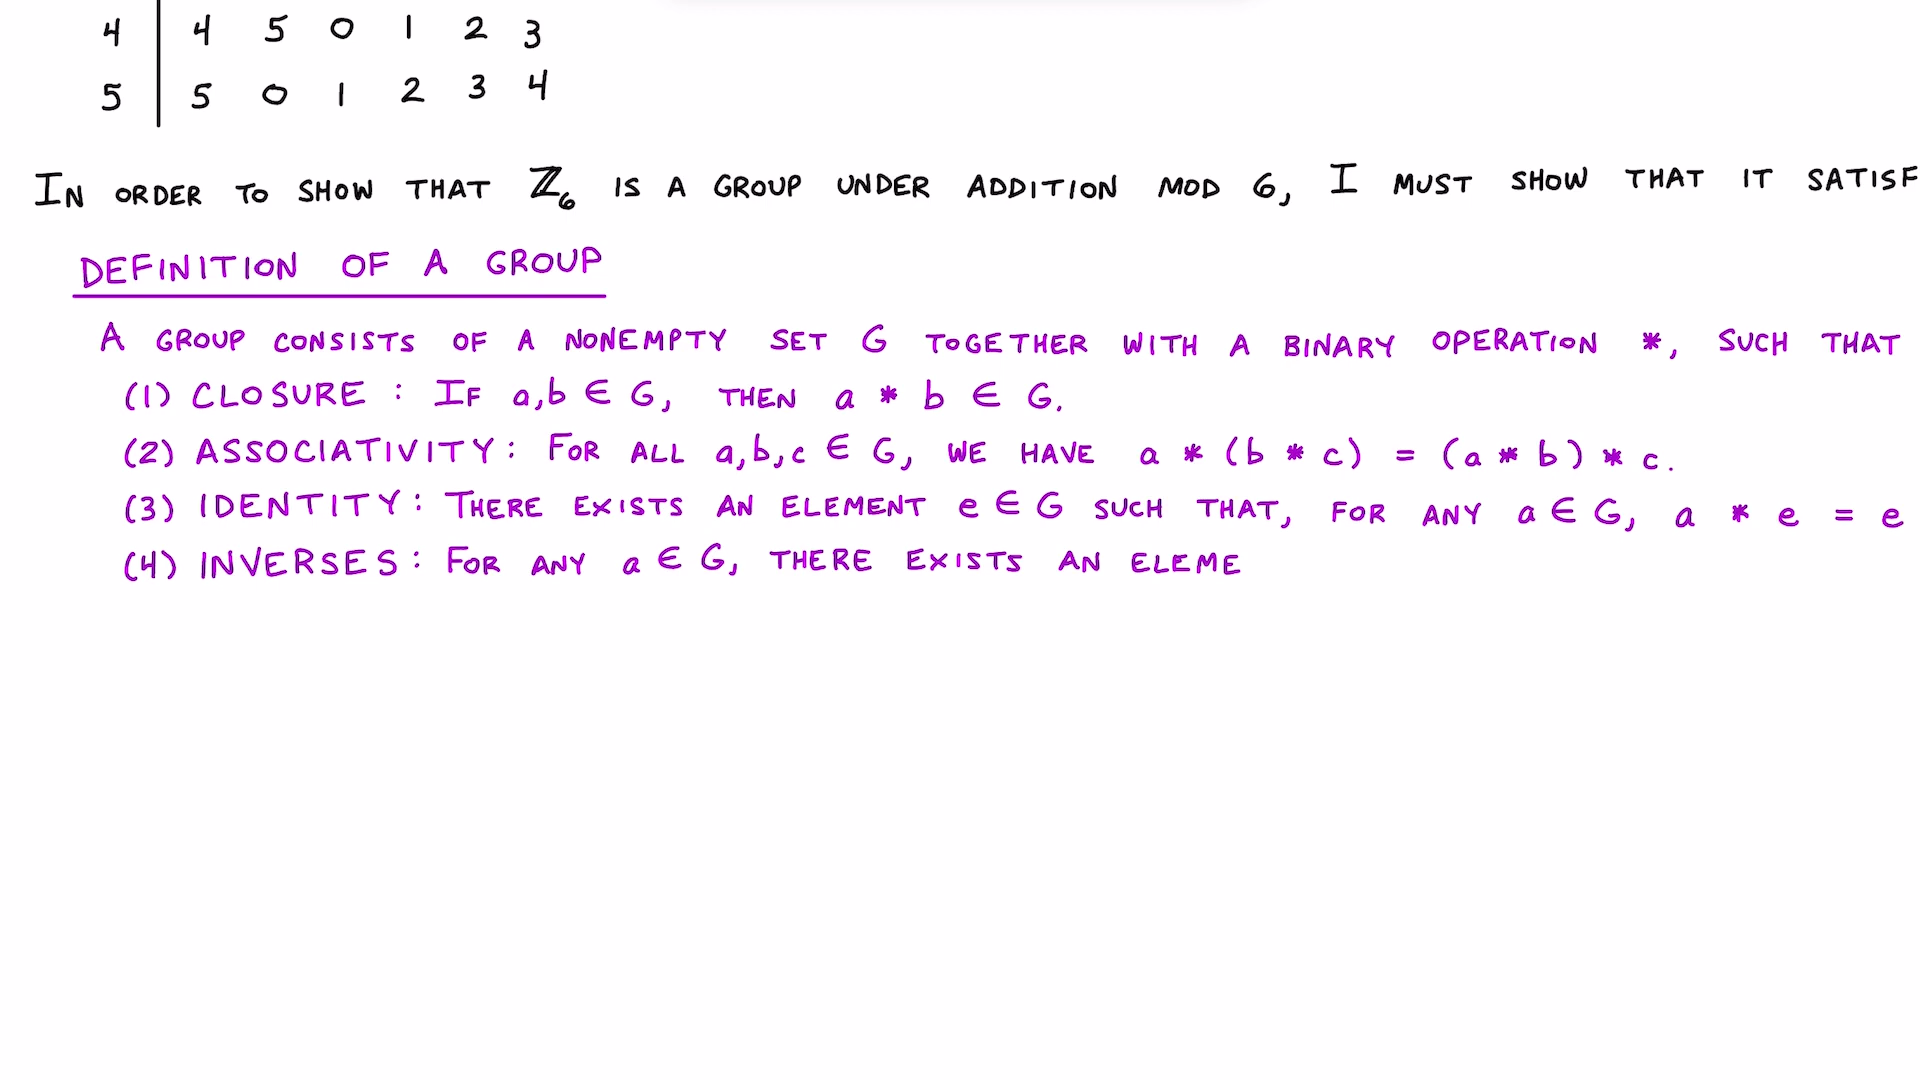 4 | 4 5 0 1 2 3
5 | 5 0 1 2 3 4
IN ORDER TO SHOW THAT ℤ₆ IS A GROUP UNDER ADDITION MOD 6, I MUST SHOW THAT IT SATISF
DEFINITION OF A GROUP
A GROUP CONSISTS OF A NONEMPTY SET G TOGETHER WITH A BINARY OPERATION *, SUCH THAT
(1) CLOSURE : IF a,b ∈ G, THEN a * b ∈ G.
(2) ASSOCIATIVITY: FOR ALL a,b,c ∈ G, WE HAVE a * (b * c) = (a * b) * c.
(3) IDENTITY: THERE EXISTS AN ELEMENT e ∈ G SUCH THAT, FOR ANY a ∈ G, a * e = e
(4) INVERSES: FOR ANY a ∈ G, THERE EXISTS AN ELEME